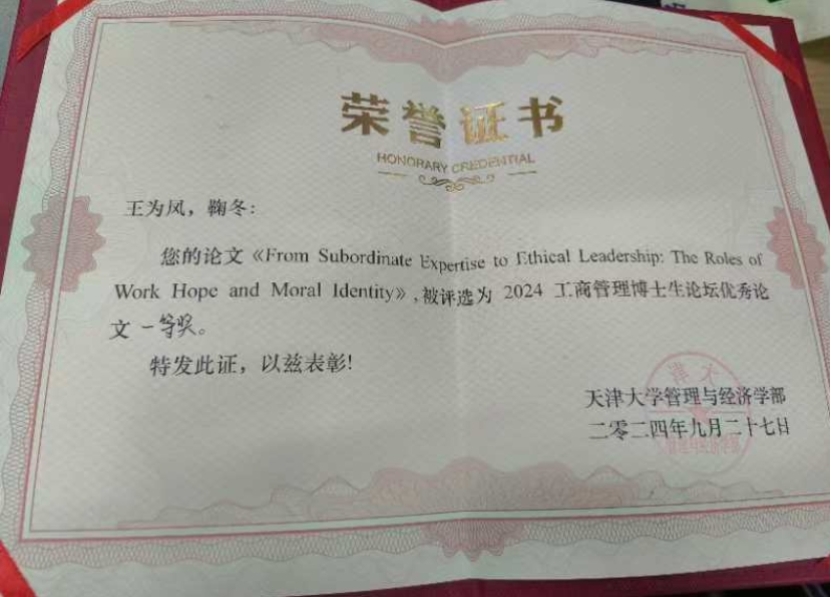 荣誉证书
HONORARY CREDENTIAL
王为凤，鞠冬：
您的论文《From Subordinate Expertise to Ethical Leadership: The Roles of
Work Hope and Moral Identity》,被评选为 2024 工商管理博士生论坛优秀论
文 一等奖。
特发此证，以兹表彰!
天津大学管理与经济学部
二零二四年九月二十七日